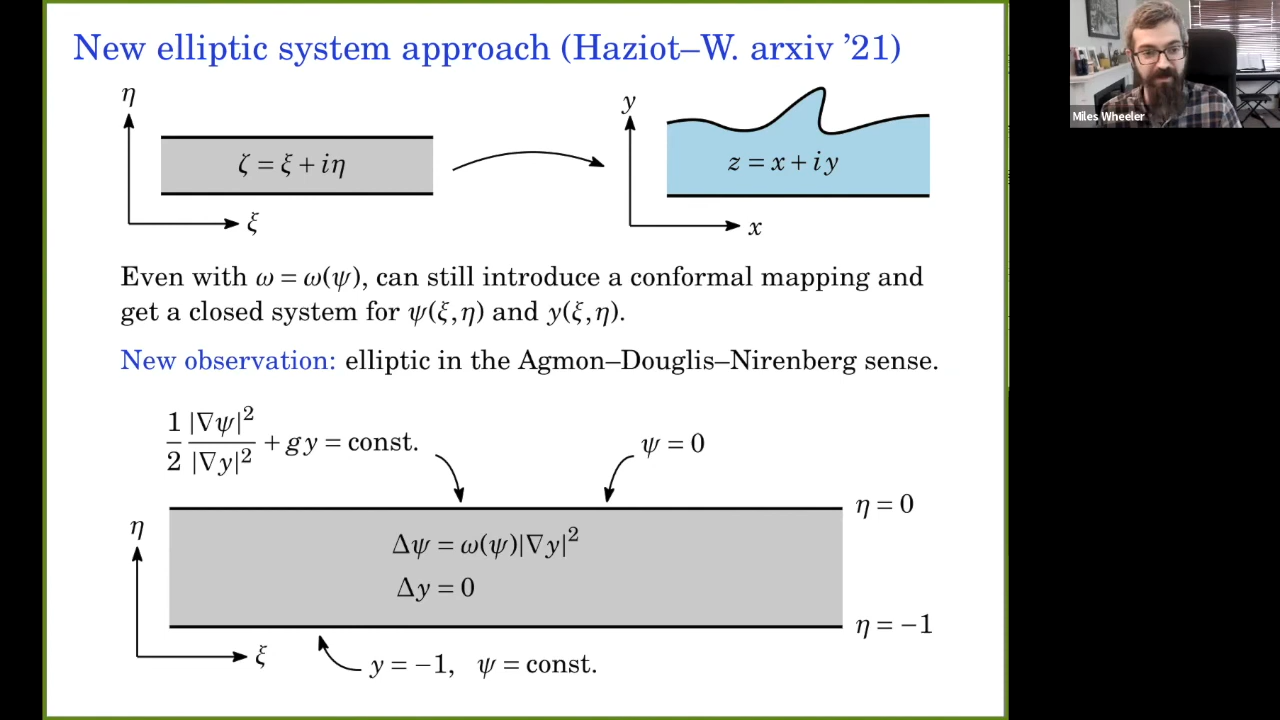 New elliptic system approach (Haziot–W. arxiv ’21)
η
ζ = ξ + iη
ξ
y
z = x + iy
x
Even with ω = ω(ψ), can still introduce a conformal mapping and
get a closed system for ψ(ξ, η) and y(ξ, η).
New observation: elliptic in the Agmon–Douglis–Nirenberg sense.
1/2 |∇ψ|²/|∇y|² + gy = const.
ψ = 0
η
η = 0
Δψ = ω(ψ)|∇y|²
Δy = 0
η = −1
ξ
y = −1, ψ = const.
Miles Wheeler